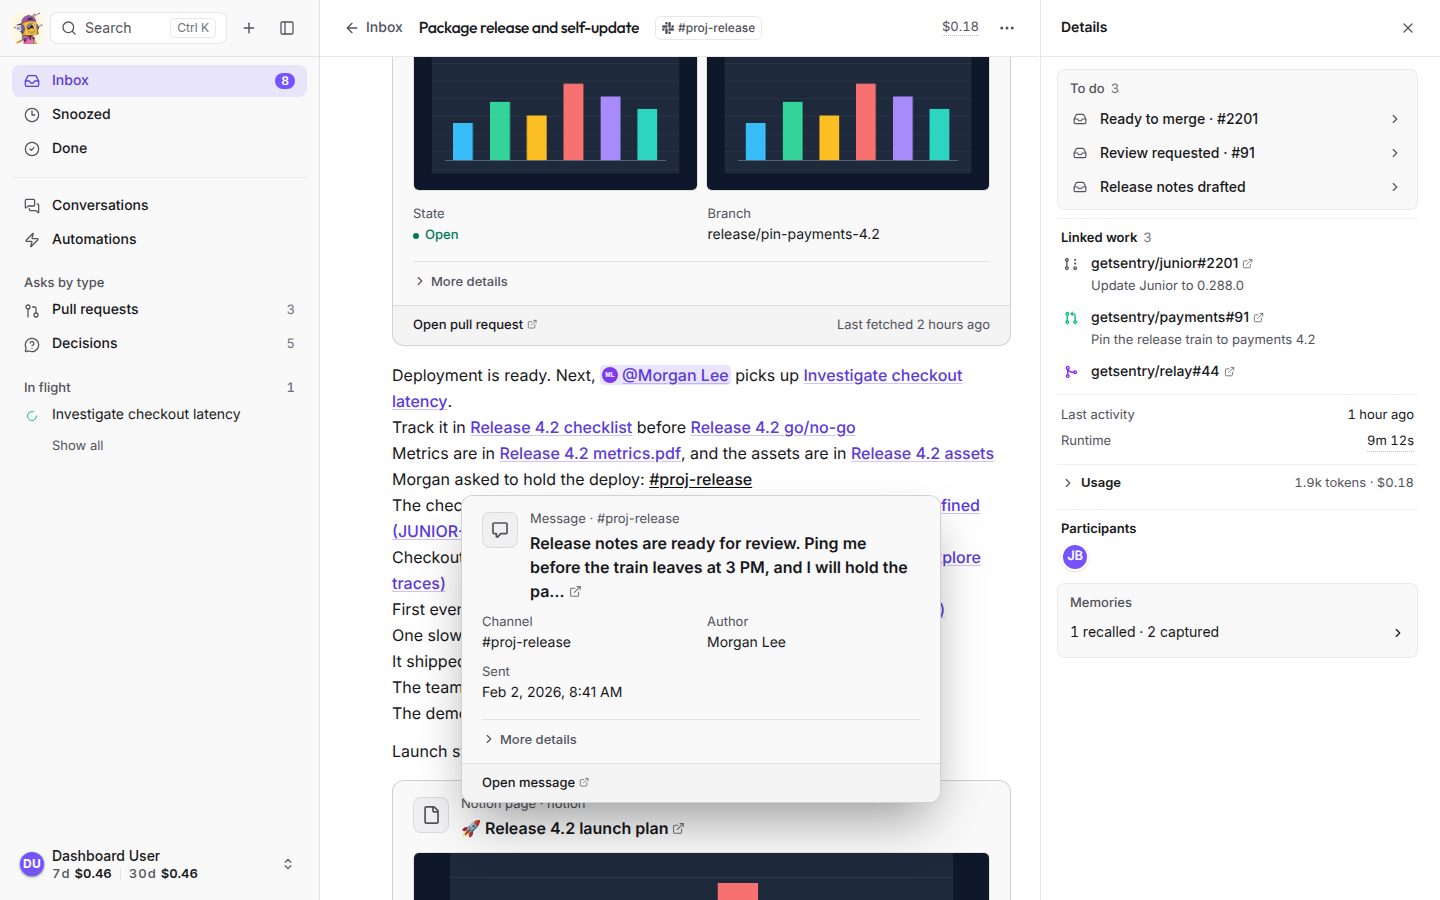 Search
Ctrl K
Inbox
8
Snoozed
Done
Conversations
Automations
Asks by type
Pull requests
3
Decisions
5
In flight
1
Investigate checkout latency
Show all
DU
Dashboard User
7d $0.46
30d $0.46
Inbox
Package release and self-update
#proj-release
$0.18
State
Open
Branch
release/pin-payments-4.2
More details
Open pull request
Last fetched 2 hours ago
Deployment is ready. Next, ML @Morgan Lee picks up Investigate checkout
latency.
Track it in Release 4.2 checklist before Release 4.2 go/no-go
Metrics are in Release 4.2 metrics.pdf, and the assets are in Release 4.2 assets
Morgan asked to hold the deploy: #proj-release
The
(JUNIOR-
Checkout
traces)
First
One slow
It shipped
The team
The
Launch
Message · #proj-release
Release notes are ready for review. Ping me
before the train leaves at 3 PM, and I will hold the
pa...
Channel
#proj-release
Author
Morgan Lee
Sent
Feb 2, 2026, 8:41 AM
More details
Open message
Notion page · notion
🚀 Release 4.2 launch plan
Details
To do 3
Ready to merge · #2201
Review requested · #91
Release notes drafted
Linked work 3
getsentry/junior#2201
Update Junior to 0.288.0
getsentry/payments#91
Pin the release train to payments 4.2
getsentry/relay#44
Last activity
1 hour ago
Runtime
9m 12s
Usage
1.9k tokens · $0.18
Participants
JB
Memories
1 recalled · 2 captured